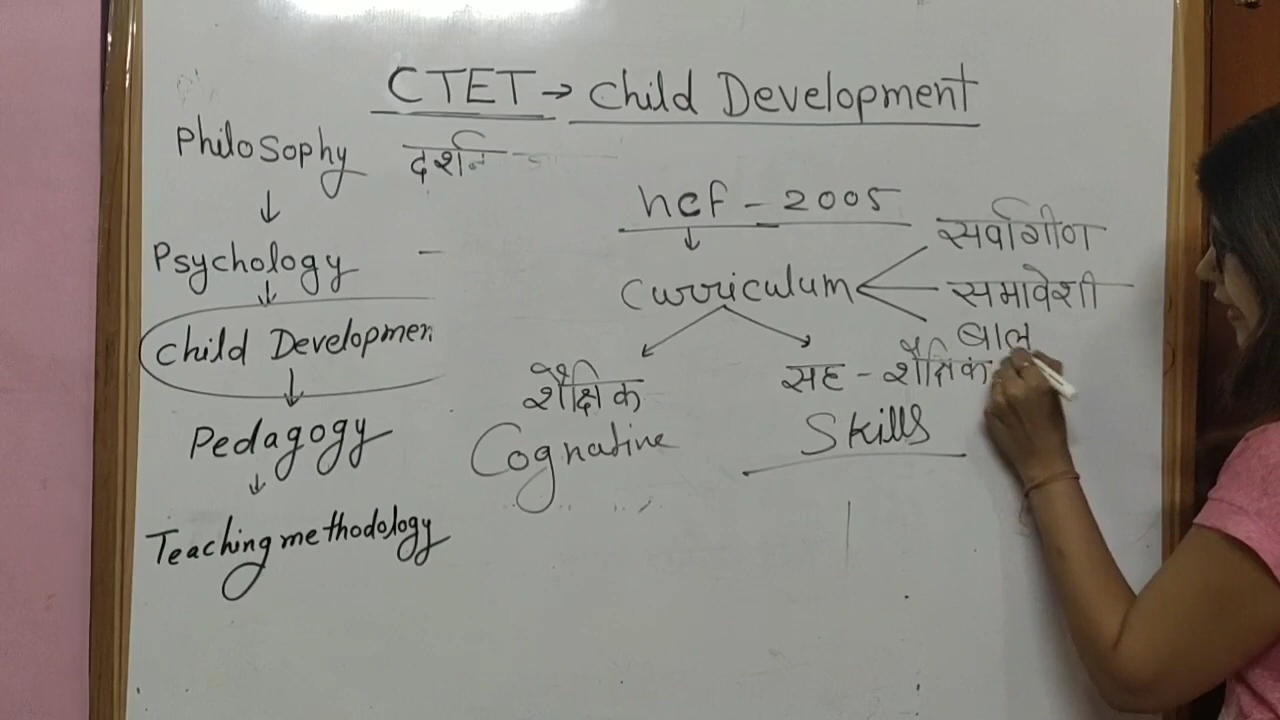 CTET → Child Development
Philosophy दर्शन
↓
Psychology –
↓
Child Developmen
↓
Pedagogy
↓
Teaching methodology
ncf - 2005
↓
Curriculum
सर्वागीण
समावेशी
बाल
शैक्षिक
Cognative
सह - शैक्षिक
Skills